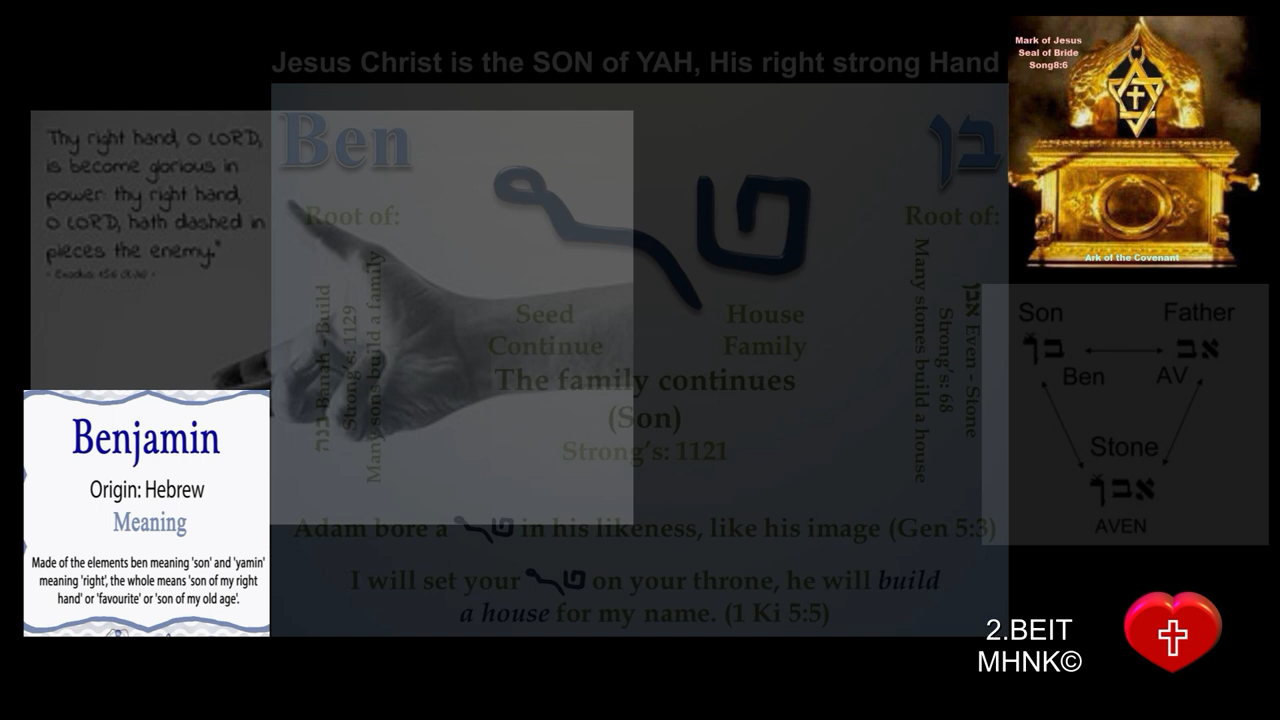 Jesus Christ is the SON of YAH, His right strong Hand
Mark of Jesus
Seal of Bride
Song8:6
Ark of the Covenant
Thy right hand, O LORD,
is become glorious in
power: thy right hand,
O LORD, hath dashed in
pieces the enemy."
Ben
בן
Root of:
בנה Banah - Build
Strong's: 1129
Many sons build a family
Seed
Continue
House
Family
The family continues
(Son)
Strong's: 1121
Root of:
אבן Even - Stone
Strong's: 68
Many stones build a house
Adam bore a in his likeness, like his image (Gen 5:3)
I will set your on your throne, he will build
a house for my name. (1 Ki 5:5)
Son Father
בן אב
Ben AV
Stone
אבן
AVEN
Benjamin
Origin: Hebrew
Meaning
Made of the elements ben meaning 'son' and 'yamin'
meaning 'right', the whole means 'son of my right
hand' or 'favourite' or 'son of my old age'.
2.BEIT
MHNK©